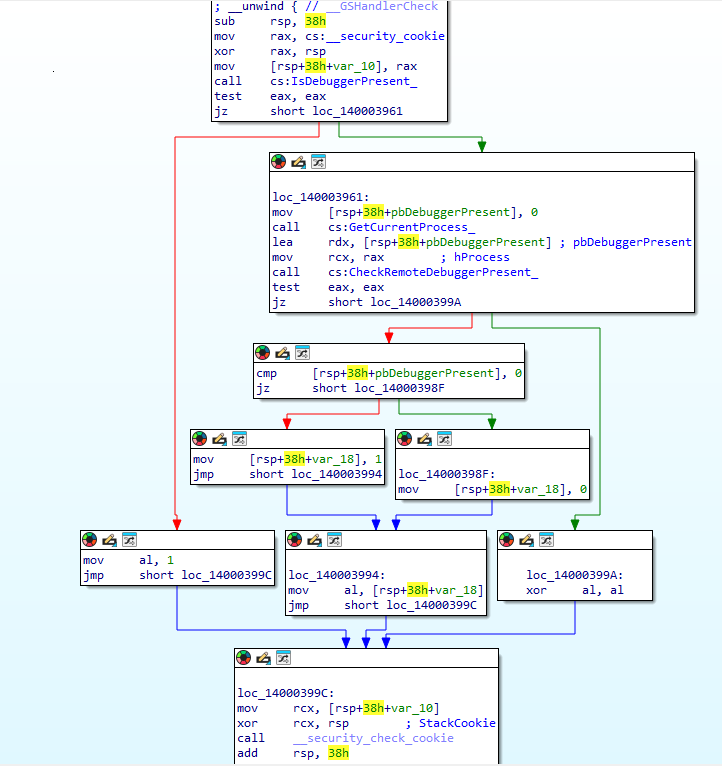 ; __unwind { // __GSHandlerCheck
sub rsp, 38h
mov rax, cs:__security_cookie
xor rax, rsp
mov [rsp+38h+var_10], rax
call cs:IsDebuggerPresent_
test eax, eax
jz short loc_140003961
loc_140003961:
mov [rsp+38h+pbDebuggerPresent], 0
call cs:GetCurrentProcess_
lea rdx, [rsp+38h+pbDebuggerPresent] ; pbDebuggerPresent
mov rcx, rax ; hProcess
call cs:CheckRemoteDebuggerPresent_
test eax, eax
jz short loc_14000399A
cmp [rsp+38h+pbDebuggerPresent], 0
jz short loc_14000398F
mov [rsp+38h+var_18], 1
jmp short loc_140003994
loc_14000398F:
mov [rsp+38h+var_18], 0
mov al, 1
jmp short loc_14000399C
loc_140003994:
mov al, [rsp+38h+var_18]
jmp short loc_14000399C
loc_14000399A:
xor al, al
loc_14000399C:
mov rcx, [rsp+38h+var_10]
xor rcx, rsp ; StackCookie
call __security_check_cookie
add rsp, 38h